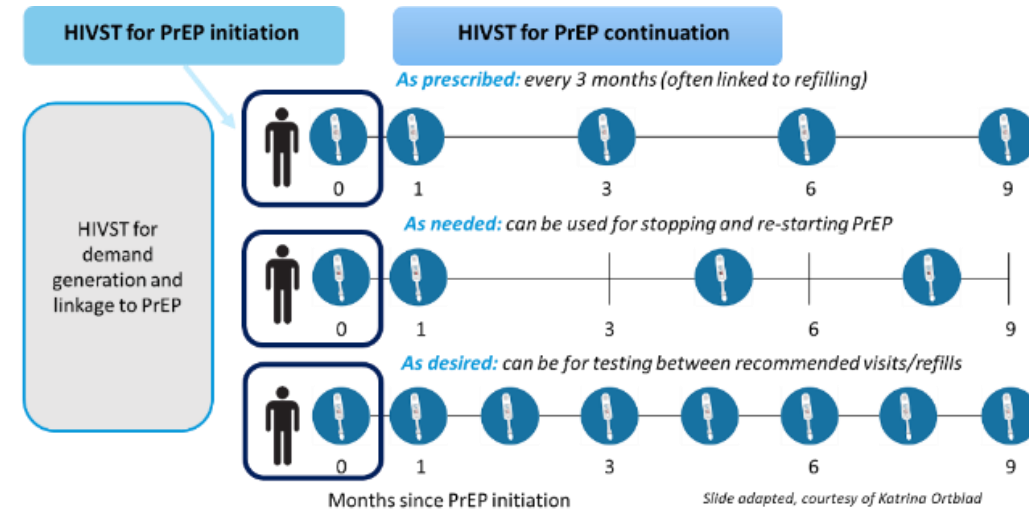 HIVST for PrEP initiation
HIVST for PrEP continuation
As prescribed: every 3 months (often linked to refilling)
0 1 3 6 9
HIVST for
demand
generation and
linkage to PrEP
As needed: can be used for stopping and re-starting PrEP
0 1 3 6 9
As desired: can be for testing between recommended visits/refills
0 1 3 6 9
Months since PrEP initiation
Slide adapted, courtesy of Katrina Ortblad